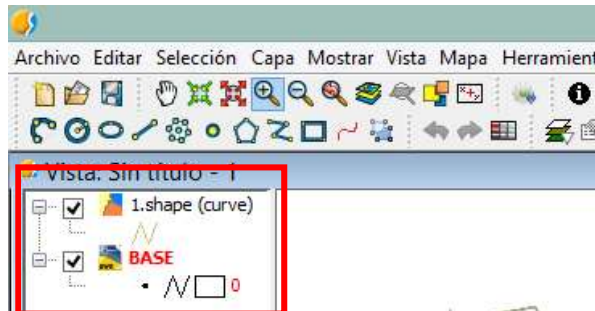 Archivo Editar Selección Capa Mostrar Vista Mapa Herramient
Vista: Sin título - 1
1.shape (curve)
BASE
0